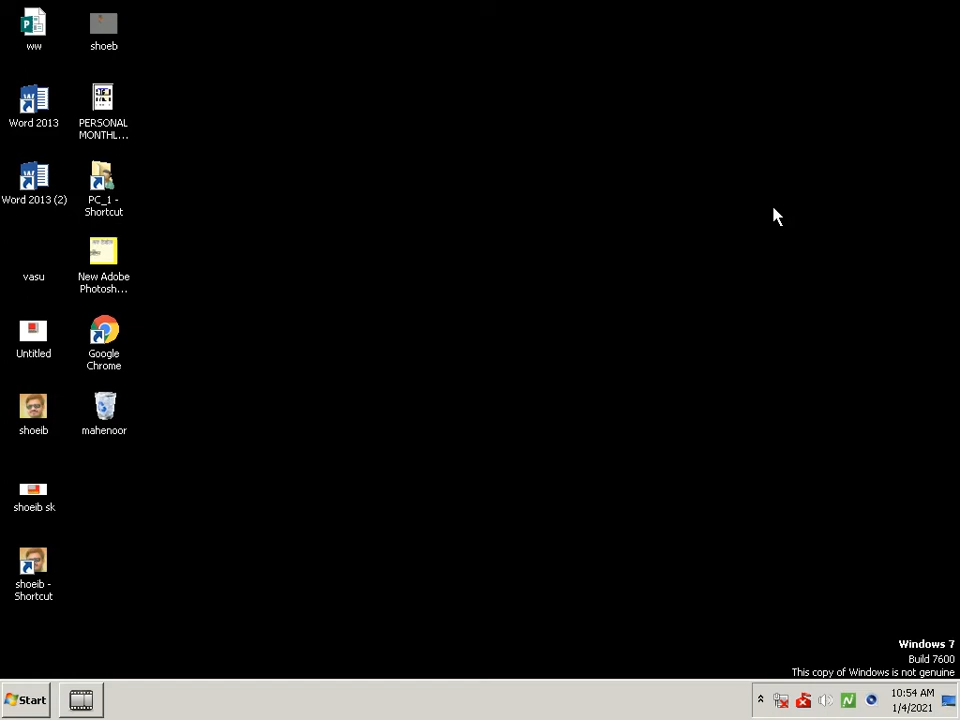 ww
shoeb
Word 2013
PERSONAL
MONTHL...
Word 2013 (2)
PC_1 -
Shortcut
vasu
New Adobe
Photosh...
Untitled
Google
Chrome
shoeib
mahenoor
shoeib sk
shoeib -
Shortcut
Windows 7
Build 7600
This copy of Windows is not genuine
Start
10:54 AM
1/4/2021